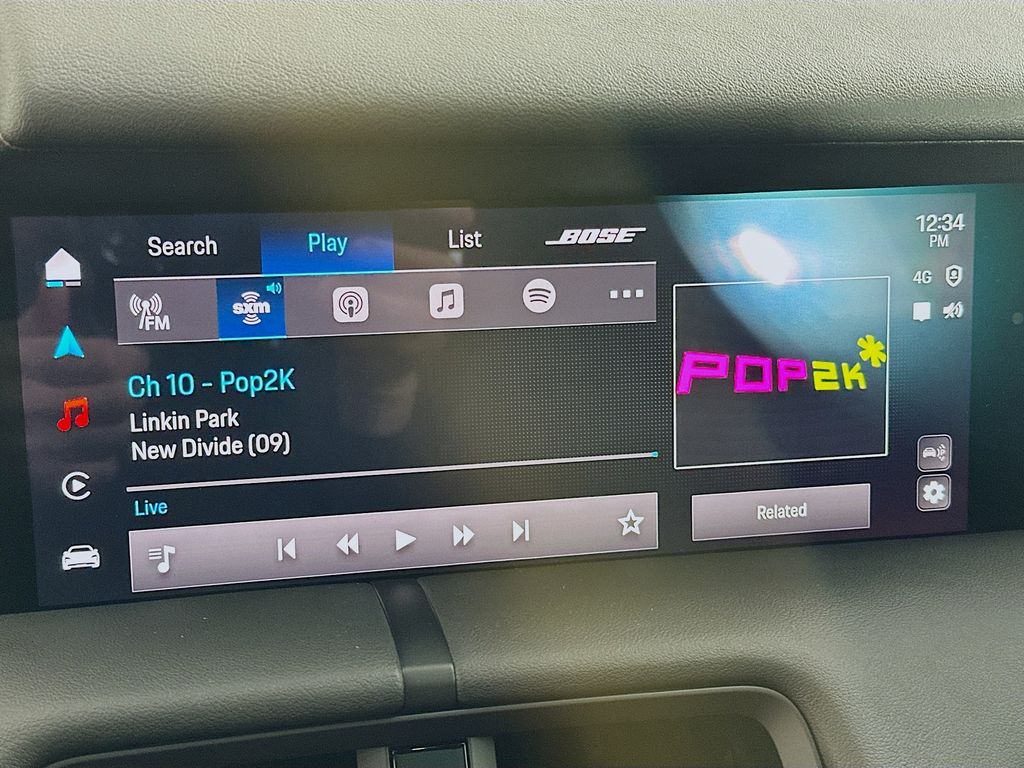 Search
Play
List
BOSE
12:34
PM
FM
sxm
4G
Ch 10 - Pop2K
Linkin Park
New Divide (09)
POP2K*
Live
Related
P